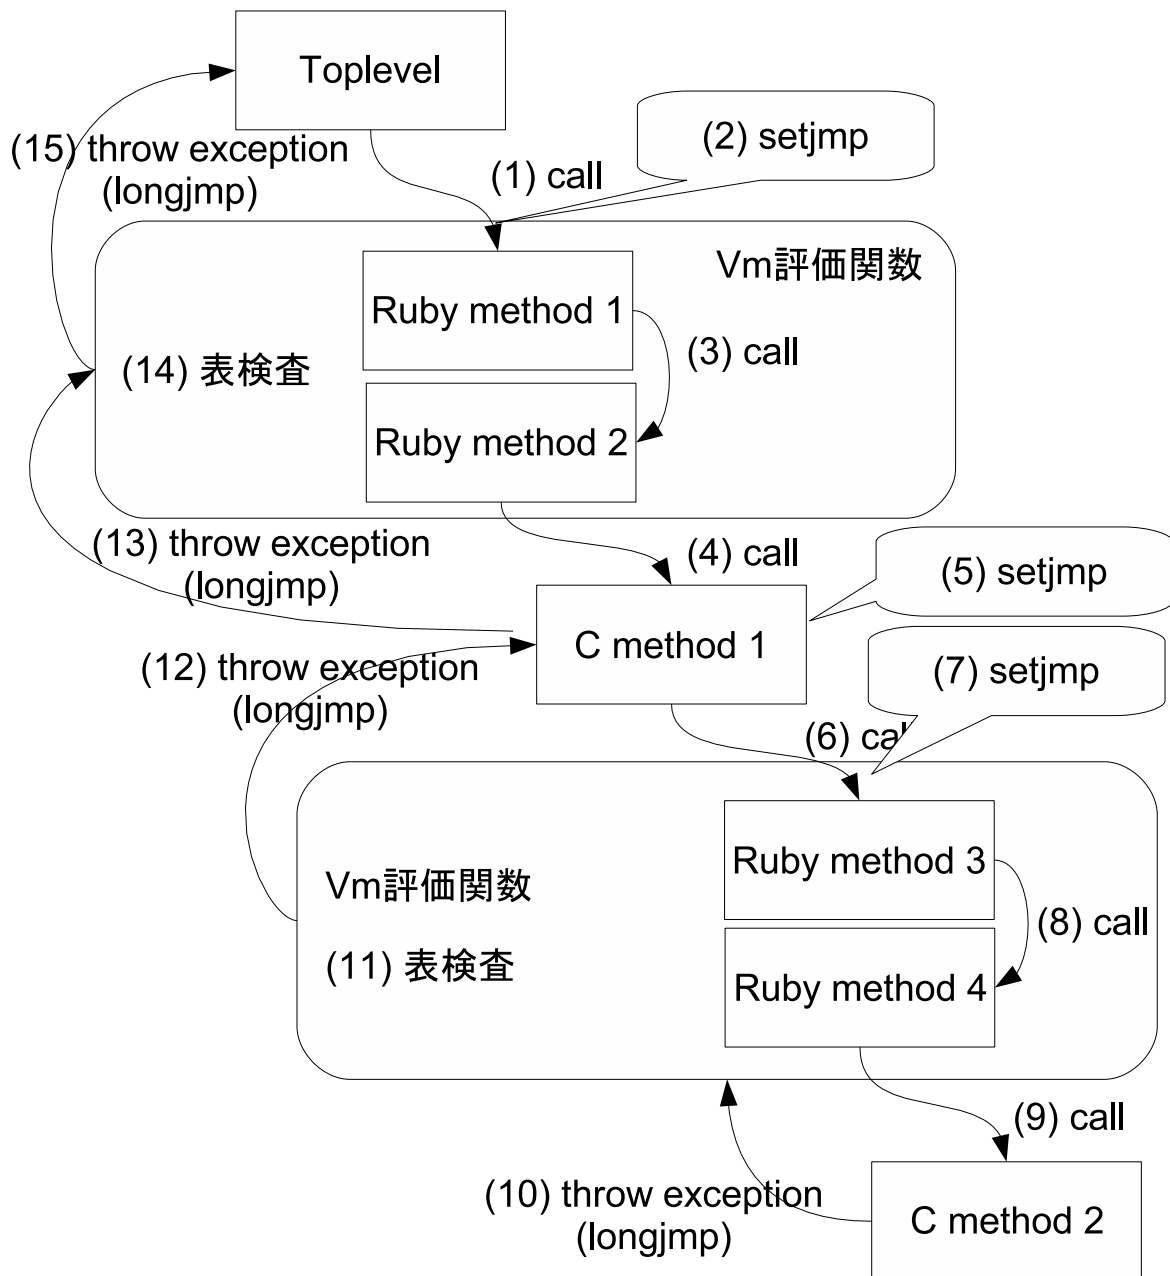 Toplevel
(2) setjmp
(15) throw exception
(longjmp)
(1) call
Vm評価関数
Ruby method 1
(3) call
(14) 表検査
Ruby method 2
(13) throw exception
(longjmp)
(4) call
(5) setjmp
C method 1
(12) throw exception
(longjmp)
(7) setjmp
(6) cal
Ruby method 3
Vm評価関数
(8) call
(11) 表検査
Ruby method 4
(9) call
(10) throw exception
(longjmp)
C method 2